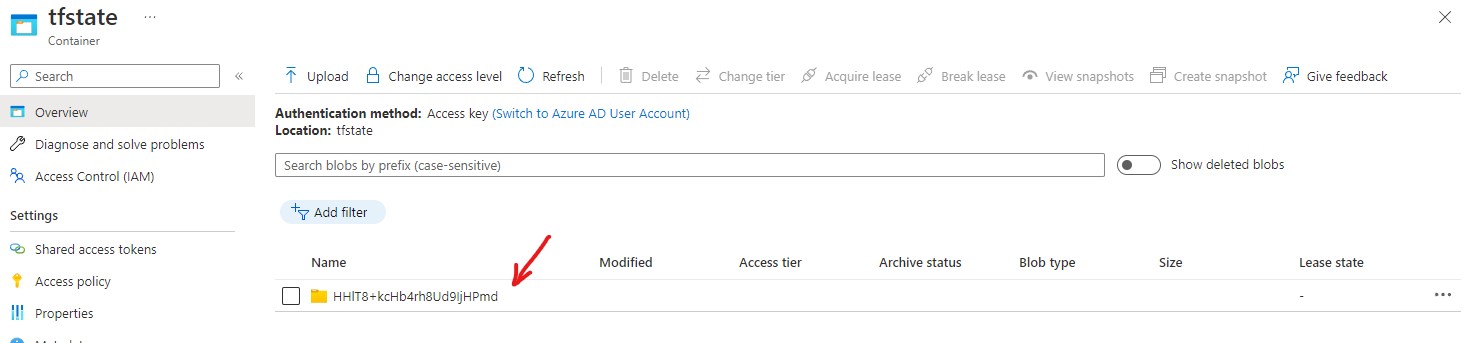 tfstate ...
Container
Search «
Upload Change access level Refresh Delete Change tier Acquire lease Break lease View snapshots Create snapshot Give feedback
Overview
Diagnose and solve problems
Access Control (IAM)
Settings
Shared access tokens
Access policy
Properties
Authentication method: Access key (Switch to Azure AD User Account)
Location: tfstate
Search blobs by prefix (case-sensitive)
Show deleted blobs
Add filter
Name Modified Access tier Archive status Blob type Size Lease state
HHlT8+kcHb4rh8Ud9IjHPmd - ...